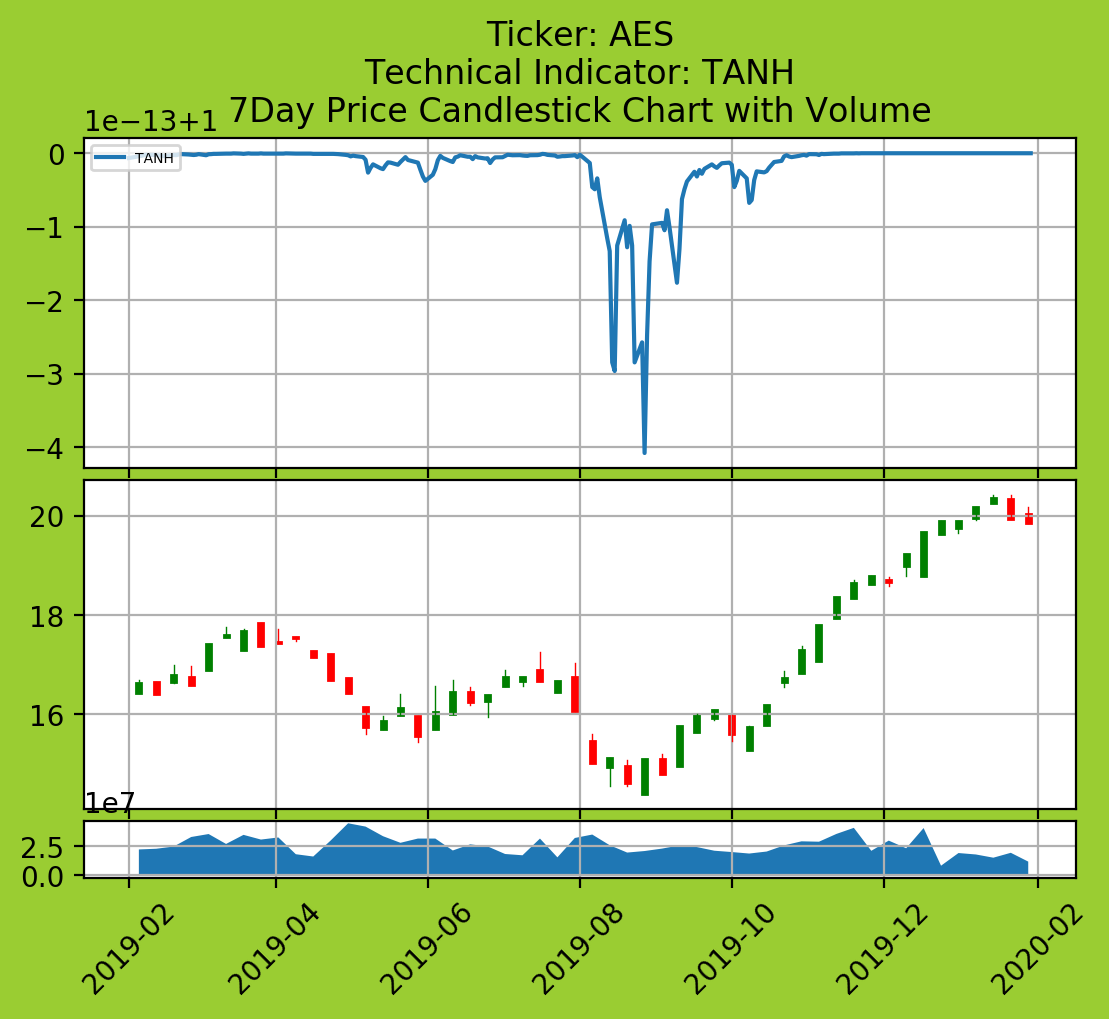 Ticker: AES
Technical Indicator: TANH
7Day Price Candlestick Chart with Volume
1e−13+1
TANH
0
−1
−2
−3
−4
20
18
16
1e7
2.5
0.0
2019-02
2019-04
2019-06
2019-08
2019-10
2019-12
2020-02